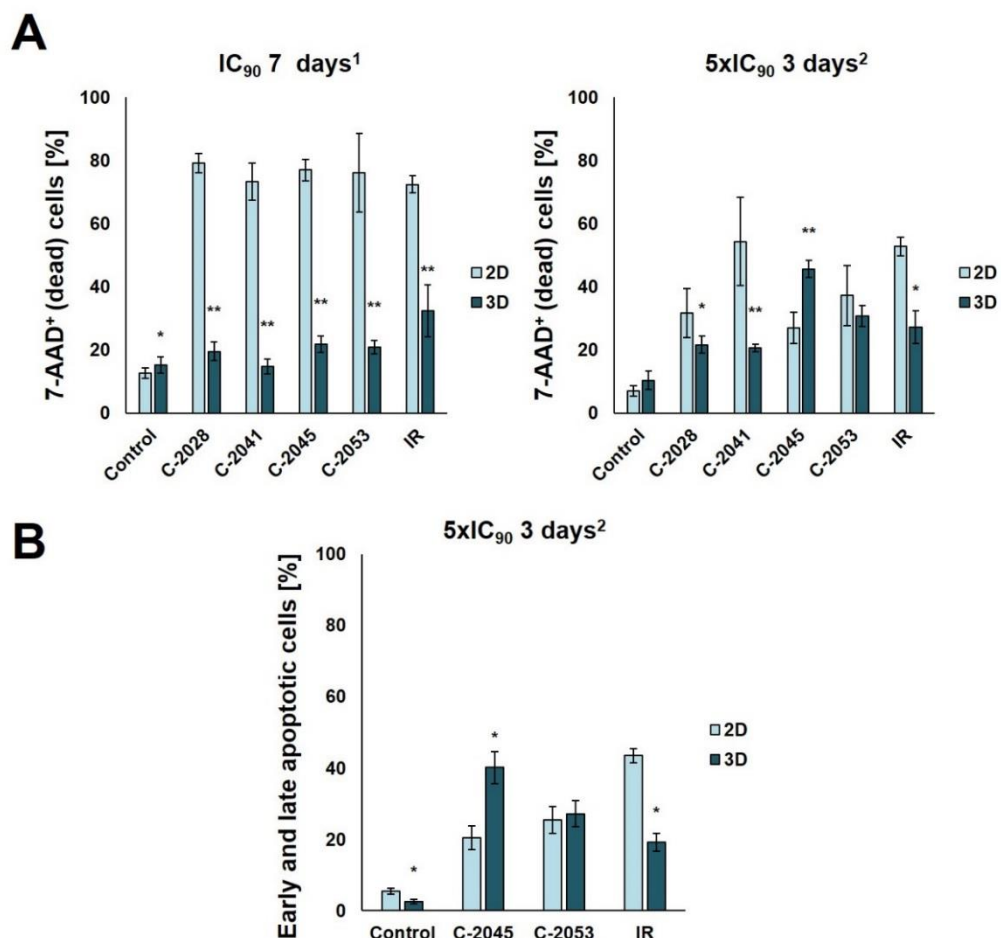 A
IC₉₀ 7 days¹
7-AAD⁺ (dead) cells [%]
100
80
60
40
20
0
*
**
**
**
**
**
Control
C-2028
C-2041
C-2045
C-2053
IR
2D
3D
5xIC₉₀ 3 days²
7-AAD⁺ (dead) cells [%]
100
80
60
40
20
0
*
**
**
*
Control
C-2028
C-2041
C-2045
C-2053
IR
2D
3D
B
5xIC₉₀ 3 days²
Early and late apoptotic cells [%]
100
80
60
40
20
0
*
*
*
Control
C-2045
C-2053
IR
2D
3D